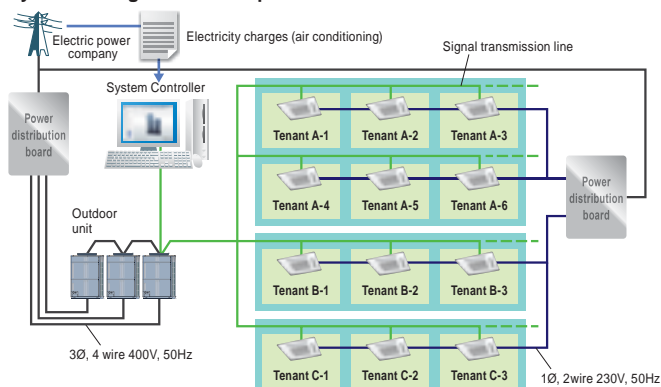 Electric power
company
Electricity charges (air conditioning)
Signal transmission line
System Controller
Power
distribution
board
Tenant A-1
Tenant A-2
Tenant A-3
Tenant A-4
Tenant A-5
Tenant A-6
Power
distribution
board
Outdoor
unit
Tenant B-1
Tenant B-2
Tenant B-3
3Ø, 4 wire 400V, 50Hz
Tenant C-1
Tenant C-2
Tenant C-3
1Ø, 2wire 230V, 50Hz